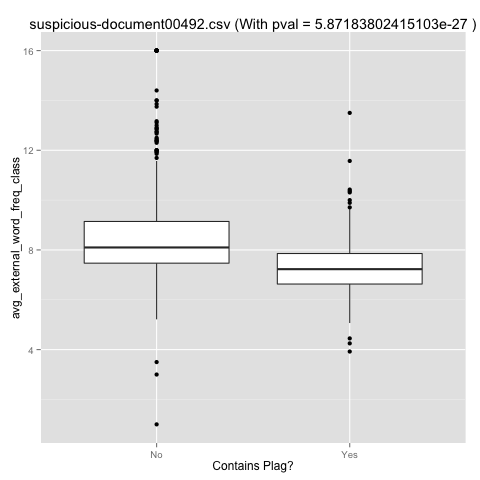 suspicious-document00492.csv (With pval = 5.87183802415103e-27 )
16
12
8
4
avg_external_word_freq_class
No
Yes
Contains Plag?